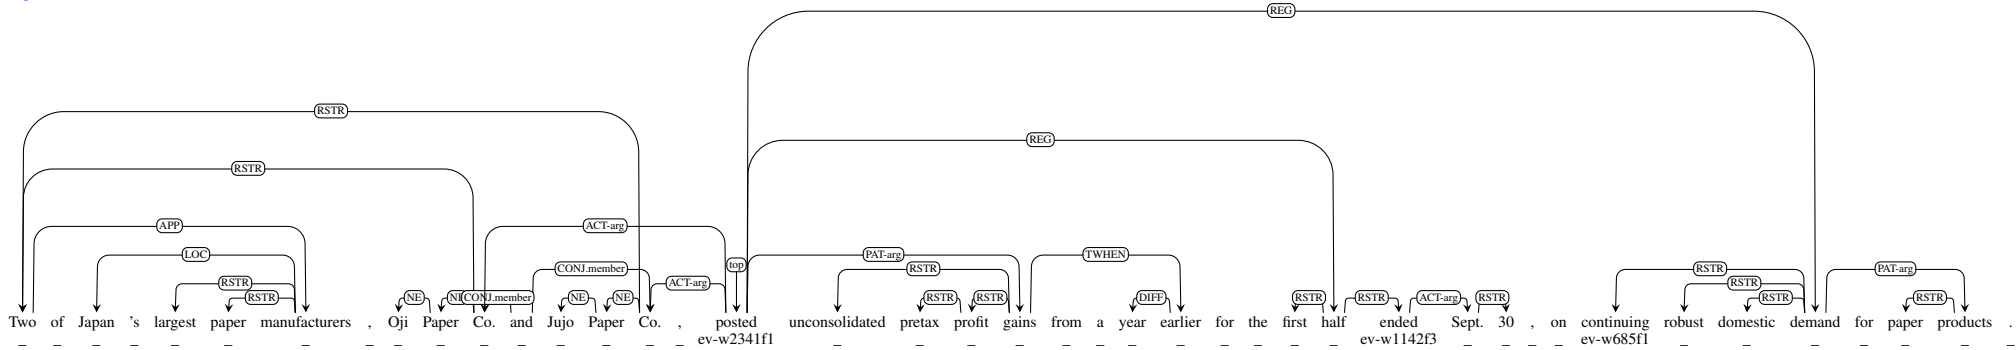 REG
RSTR
REG
RSTR
APP ACT-arg
LOC PAT-arg TWHEN
top
CONJ.member RSTR RSTR PAT-arg
RSTR ACT-arg RSTR
RSTR NE CONJ.member NE NE RSTR RSTR DIFF RSTR RSTR ACT-arg RSTR RSTR RSTR
Two of Japan 's largest paper manufacturers , Oji Paper Co. and Jujo Paper Co. , posted unconsolidated pretax profit gains from a year earlier for the first half ended Sept. 30 , on continuing robust domestic demand for paper products .
_ _ _ _ _ _ _ _ _ _ _ _ _ _ _ _ ev-w2341f1 _ _ _ _ _ _ _ _ _ _ _ _ ev-w1142f3 _ _ _ _ ev-w685f1 _ _ _ _ _ _ _